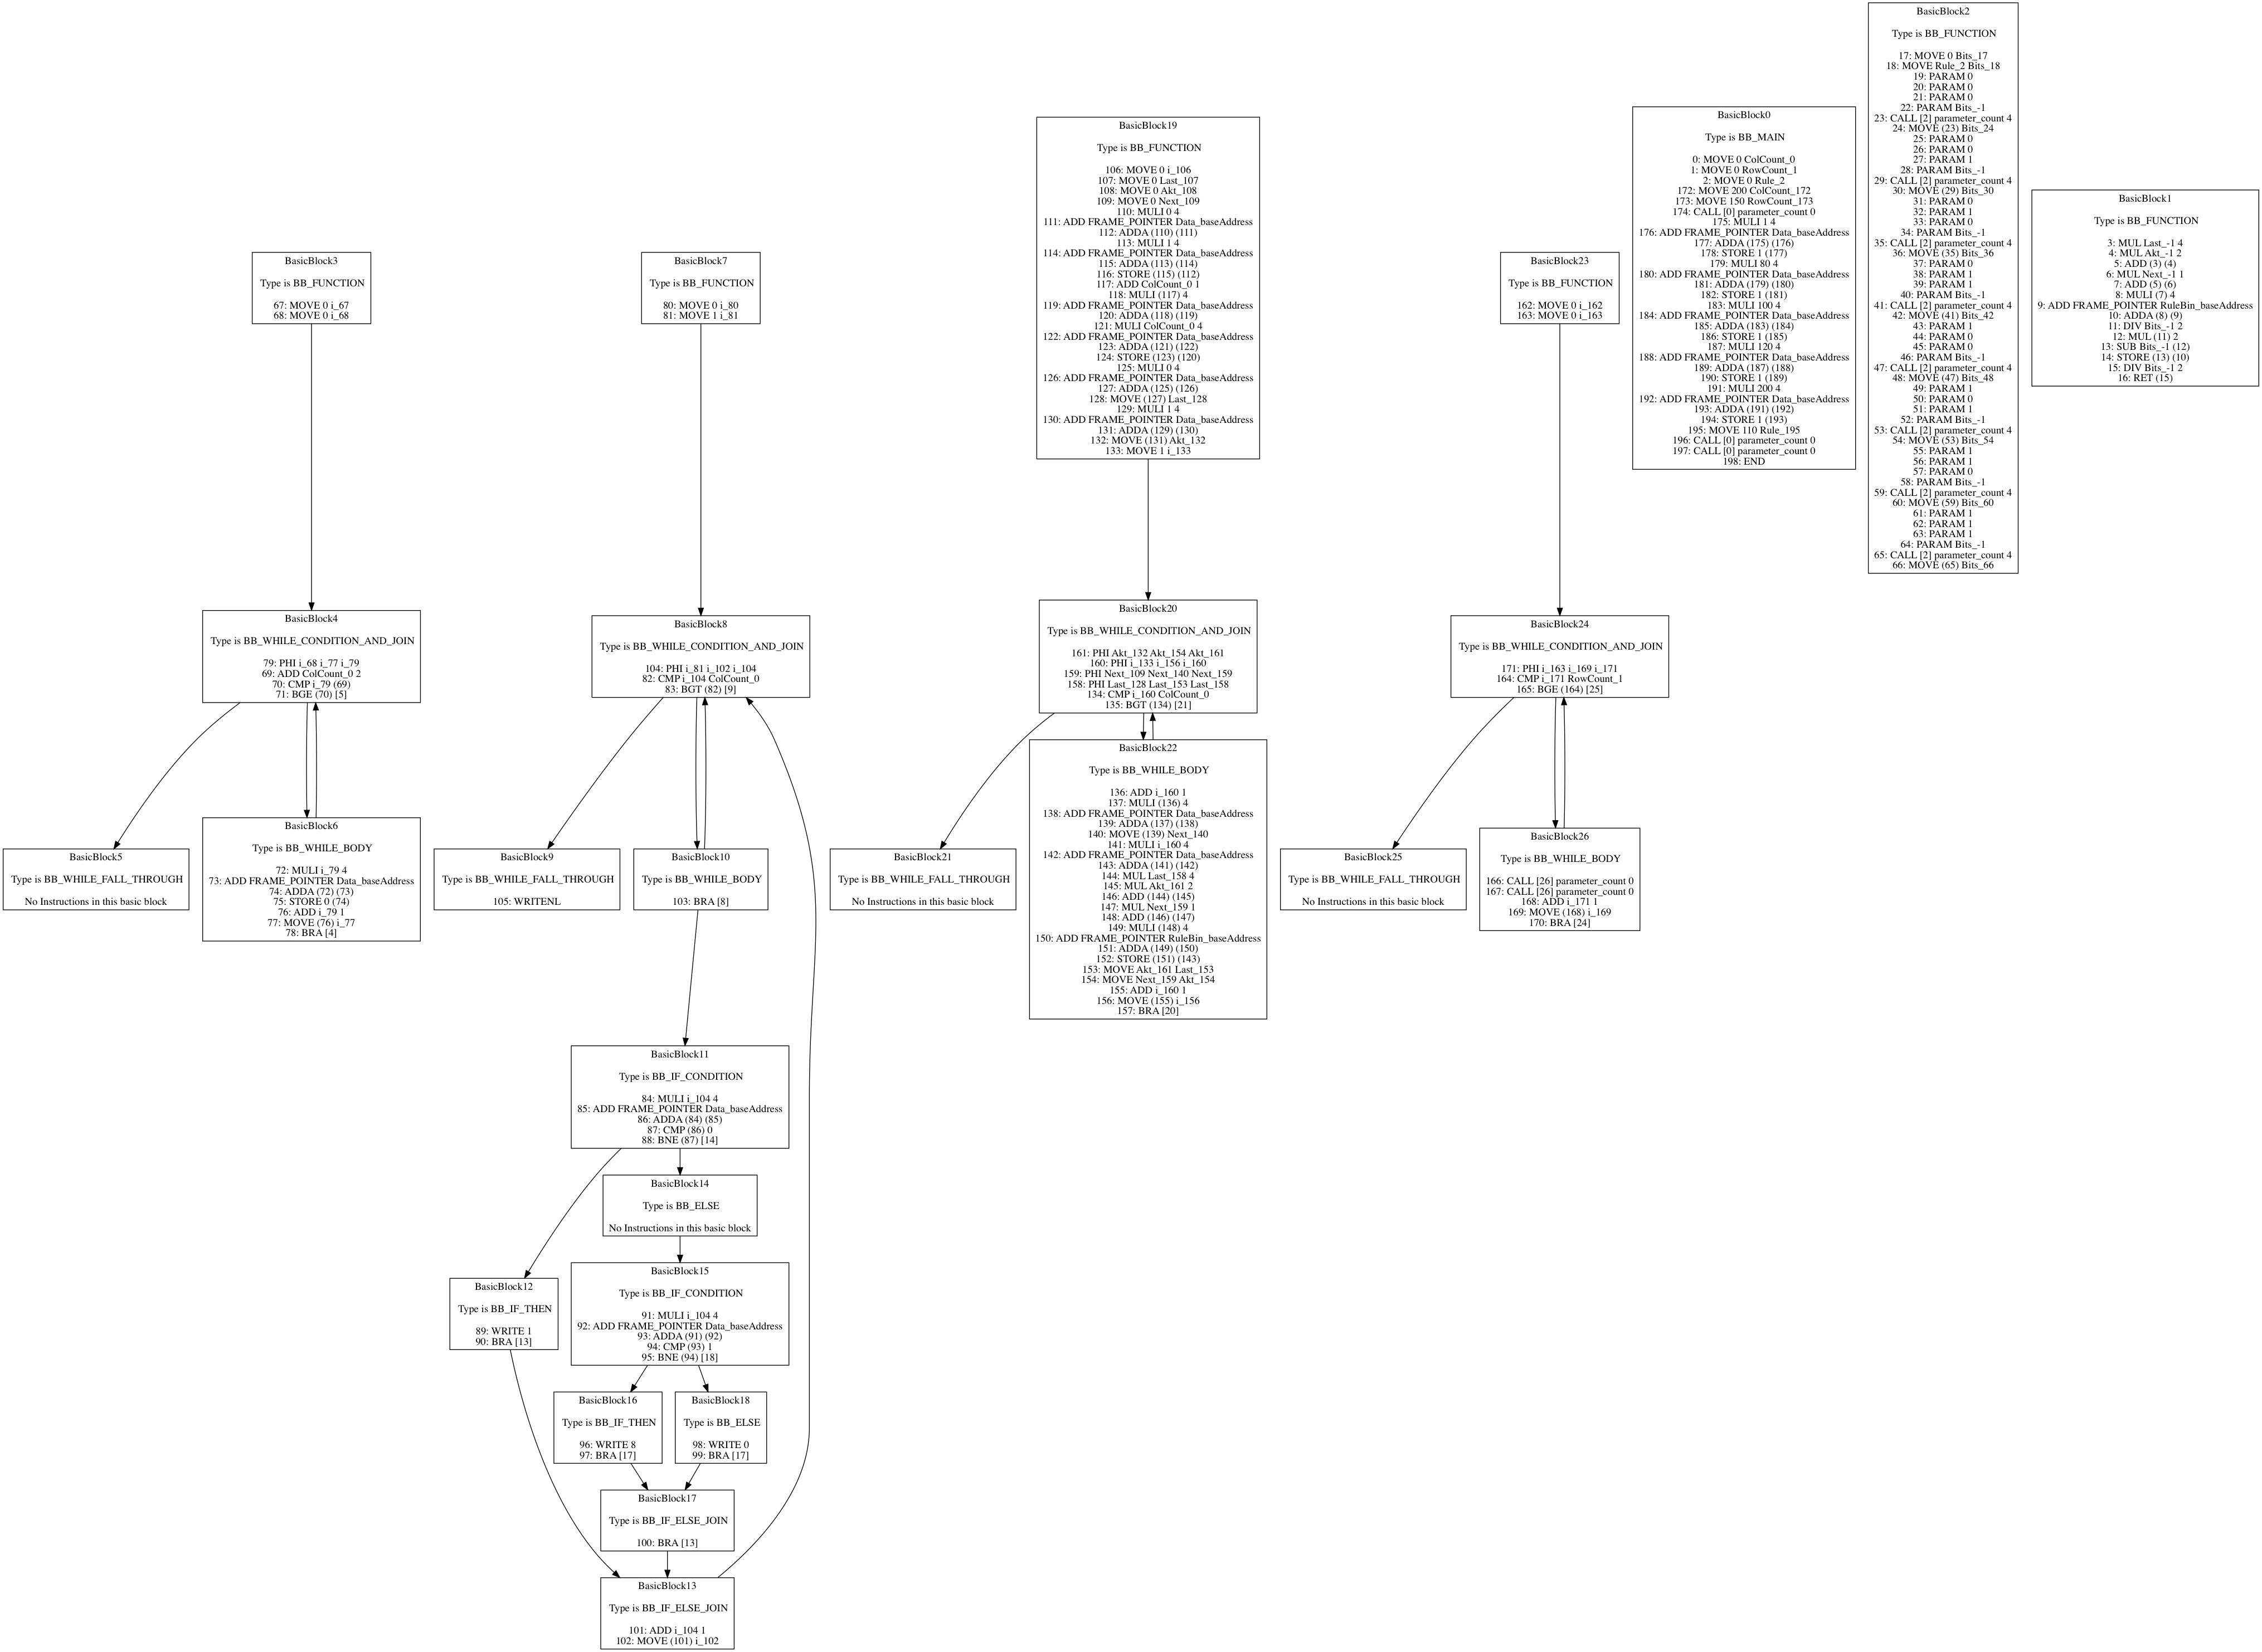 BasicBlock2
Type is BB_FUNCTION
17: MOVE 0 Bits_17
18: MOVE Rule_2 Bits_18
19: PARAM 0
20: PARAM 0
21: PARAM 0
22: PARAM Bits_-1
23: CALL [2] parameter_count 4
24: MOVE (23) Bits_24
25: PARAM 0
26: PARAM 0
27: PARAM 1
28: PARAM Bits_-1
29: CALL [2] parameter_count 4
30: MOVE (29) Bits_30
31: PARAM 0
32: PARAM 1
33: PARAM 0
34: PARAM Bits_-1
35: CALL [2] parameter_count 4
36: MOVE (35) Bits_36
37: PARAM 0
38: PARAM 1
39: PARAM 1
40: PARAM Bits_-1
41: CALL [2] parameter_count 4
42: MOVE (41) Bits_42
43: PARAM 1
44: PARAM 0
45: PARAM 0
46: PARAM Bits_-1
47: CALL [2] parameter_count 4
48: MOVE (47) Bits_48
49: PARAM 1
50: PARAM 0
51: PARAM 1
52: PARAM Bits_-1
53: CALL [2] parameter_count 4
54: MOVE (53) Bits_54
55: PARAM 1
56: PARAM 1
57: PARAM 0
58: PARAM Bits_-1
59: CALL [2] parameter_count 4
60: MOVE (59) Bits_60
61: PARAM 1
62: PARAM 1
63: PARAM 1
64: PARAM Bits_-1
65: CALL [2] parameter_count 4
66: MOVE (65) Bits_66
BasicBlock0
Type is BB_MAIN
0: MOVE 0 ColCount_0
1: MOVE 0 RowCount_1
2: MOVE 0 Rule_2
172: MOVE 200 ColCount_172
173: MOVE 150 RowCount_173
174: CALL [0] parameter_count 0
175: MULI 1 4
176: ADD FRAME_POINTER Data_baseAddress
177: ADDA (175) (176)
178: STORE 1 (177)
179: MULI 80 4
180: ADD FRAME_POINTER Data_baseAddress
181: ADDA (179) (180)
182: STORE 1 (181)
183: MULI 100 4
184: ADD FRAME_POINTER Data_baseAddress
185: ADDA (183) (184)
186: STORE 1 (185)
187: MULI 120 4
188: ADD FRAME_POINTER Data_baseAddress
189: ADDA (187) (188)
190: STORE 1 (189)
191: MULI 200 4
192: ADD FRAME_POINTER Data_baseAddress
193: ADDA (191) (192)
194: STORE 1 (193)
195: MOVE 110 Rule_195
196: CALL [0] parameter_count 0
197: CALL [0] parameter_count 0
198: END
BasicBlock19
Type is BB_FUNCTION
106: MOVE 0 i_106
107: MOVE 0 Last_107
108: MOVE 0 Akt_108
109: MOVE 0 Next_109
110: MULI 0 4
111: ADD FRAME_POINTER Data_baseAddress
112: ADDA (110) (111)
113: MULI 1 4
114: ADD FRAME_POINTER Data_baseAddress
115: ADDA (113) (114)
116: STORE (115) (112)
117: ADD ColCount_0 1
118: MULI (117) 4
119: ADD FRAME_POINTER Data_baseAddress
120: ADDA (118) (119)
121: MULI ColCount_0 4
122: ADD FRAME_POINTER Data_baseAddress
123: ADDA (121) (122)
124: STORE (123) (120)
125: MULI 0 4
126: ADD FRAME_POINTER Data_baseAddress
127: ADDA (125) (126)
128: MOVE (127) Last_128
129: MULI 1 4
130: ADD FRAME_POINTER Data_baseAddress
131: ADDA (129) (130)
132: MOVE (131) Akt_132
133: MOVE 1 i_133
BasicBlock1
Type is BB_FUNCTION
3: MUL Last_-1 4
4: MUL Akt_-1 2
5: ADD (3) (4)
6: MUL Next_-1 1
7: ADD (5) (6)
8: MULI (7) 4
9: ADD FRAME_POINTER RuleBin_baseAddress
10: ADDA (8) (9)
11: DIV Bits_-1 2
12: MUL (11) 2
13: SUB Bits_-1 (12)
14: STORE (13) (10)
15: DIV Bits_-1 2
16: RET (15)
BasicBlock3
Type is BB_FUNCTION
67: MOVE 0 i_67
68: MOVE 0 i_68
BasicBlock7
Type is BB_FUNCTION
80: MOVE 0 i_80
81: MOVE 1 i_81
BasicBlock23
Type is BB_FUNCTION
162: MOVE 0 i_162
163: MOVE 0 i_163
BasicBlock4
Type is BB_WHILE_CONDITION_AND_JOIN
79: PHI i_68 i_77 i_79
69: ADD ColCount_0 2
70: CMP i_79 (69)
71: BGE (70) [5]
BasicBlock8
Type is BB_WHILE_CONDITION_AND_JOIN
104: PHI i_81 i_102 i_104
82: CMP i_104 ColCount_0
83: BGT (82) [9]
BasicBlock20
Type is BB_WHILE_CONDITION_AND_JOIN
161: PHI Akt_132 Akt_154 Akt_161
160: PHI i_133 i_156 i_160
159: PHI Next_109 Next_140 Next_159
158: PHI Last_128 Last_153 Last_158
134: CMP i_160 ColCount_0
135: BGT (134) [21]
BasicBlock24
Type is BB_WHILE_CONDITION_AND_JOIN
171: PHI i_163 i_169 i_171
164: CMP i_171 RowCount_1
165: BGE (164) [25]
BasicBlock5
Type is BB_WHILE_FALL_THROUGH
No Instructions in this basic block
BasicBlock6
Type is BB_WHILE_BODY
72: MULI i_79 4
73: ADD FRAME_POINTER Data_baseAddress
74: ADDA (72) (73)
75: STORE 0 (74)
76: ADD i_79 1
77: MOVE (76) i_77
78: BRA [4]
BasicBlock9
Type is BB_WHILE_FALL_THROUGH
105: WRITENL
BasicBlock10
Type is BB_WHILE_BODY
103: BRA [8]
BasicBlock21
Type is BB_WHILE_FALL_THROUGH
No Instructions in this basic block
BasicBlock22
Type is BB_WHILE_BODY
136: ADD i_160 1
137: MULI (136) 4
138: ADD FRAME_POINTER Data_baseAddress
139: ADDA (137) (138)
140: MOVE (139) Next_140
141: MULI i_160 4
142: ADD FRAME_POINTER Data_baseAddress
143: ADDA (141) (142)
144: MUL Last_158 4
145: MUL Akt_161 2
146: ADD (144) (145)
147: MUL Next_159 1
148: ADD (146) (147)
149: MULI (148) 4
150: ADD FRAME_POINTER RuleBin_baseAddress
151: ADDA (149) (150)
152: STORE (151) (143)
153: MOVE Akt_161 Last_153
154: MOVE Next_159 Akt_154
155: ADD i_160 1
156: MOVE (155) i_156
157: BRA [20]
BasicBlock25
Type is BB_WHILE_FALL_THROUGH
No Instructions in this basic block
BasicBlock26
Type is BB_WHILE_BODY
166: CALL [26] parameter_count 0
167: CALL [26] parameter_count 0
168: ADD i_171 1
169: MOVE (168) i_169
170: BRA [24]
BasicBlock11
Type is BB_IF_CONDITION
84: MULI i_104 4
85: ADD FRAME_POINTER Data_baseAddress
86: ADDA (84) (85)
87: CMP (86) 0
88: BNE (87) [14]
BasicBlock14
Type is BB_ELSE
No Instructions in this basic block
BasicBlock12
Type is BB_IF_THEN
89: WRITE 1
90: BRA [13]
BasicBlock15
Type is BB_IF_CONDITION
91: MULI i_104 4
92: ADD FRAME_POINTER Data_baseAddress
93: ADDA (91) (92)
94: CMP (93) 1
95: BNE (94) [18]
BasicBlock16
Type is BB_IF_THEN
96: WRITE 8
97: BRA [17]
BasicBlock18
Type is BB_ELSE
98: WRITE 0
99: BRA [17]
BasicBlock17
Type is BB_IF_ELSE_JOIN
100: BRA [13]
BasicBlock13
Type is BB_IF_ELSE_JOIN
101: ADD i_104 1
102: MOVE (101) i_102